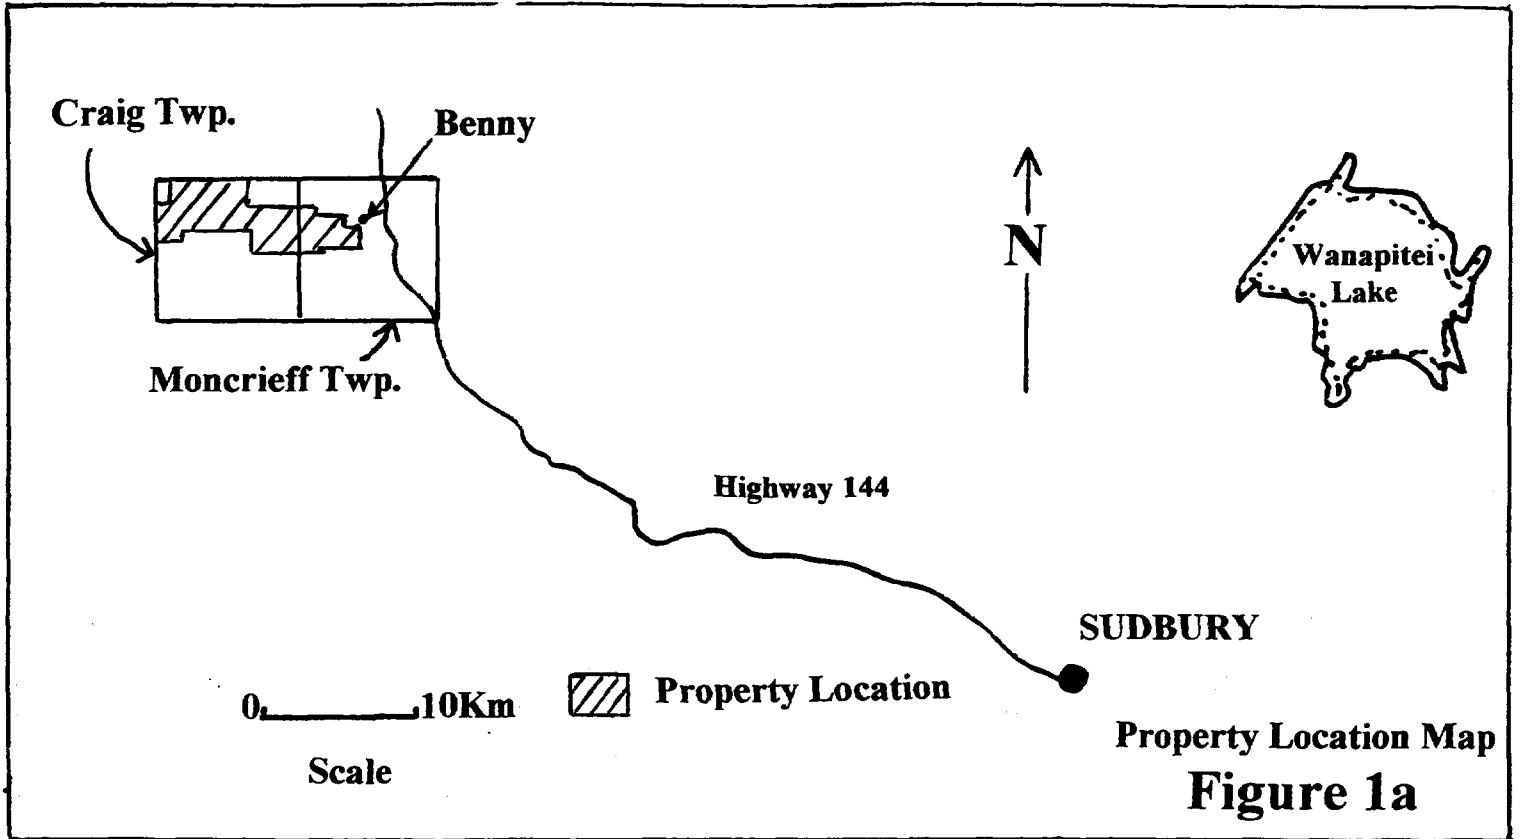 Craig Twp.
Benny
N
Wanapitei
Lake
Moncrieff Twp.
Highway 144
SUDBURY
0 10Km
Scale
Property Location
Property Location Map
Figure 1a